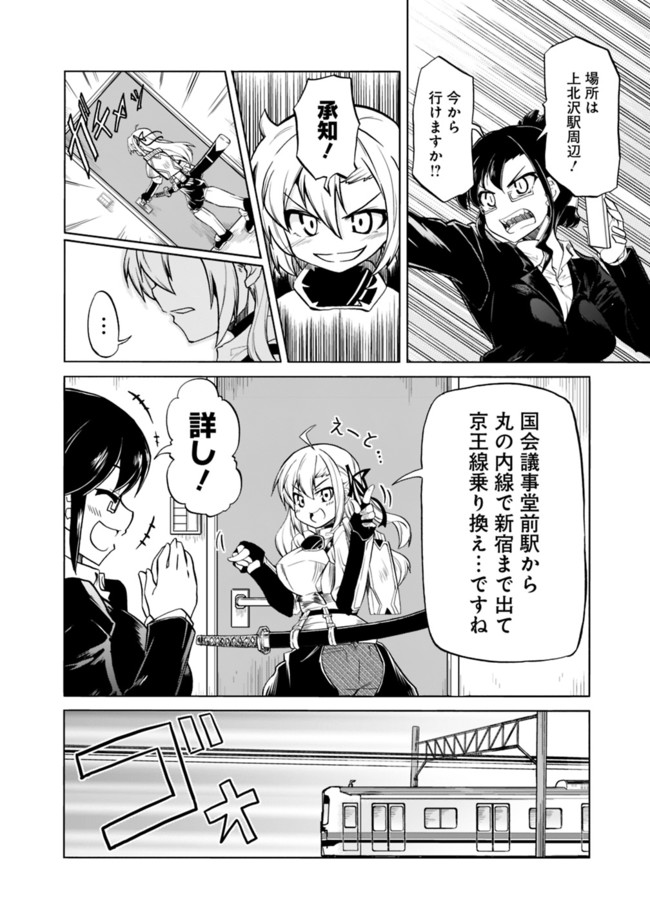 場所は
上北沢駅周辺!
今から
行けますか!?
承知!
ガチャッ
…
国会議事堂前駅から
丸の内線で新宿まで出て
京王線乗り換え…ですね
えーと…
詳し!
ゴォ